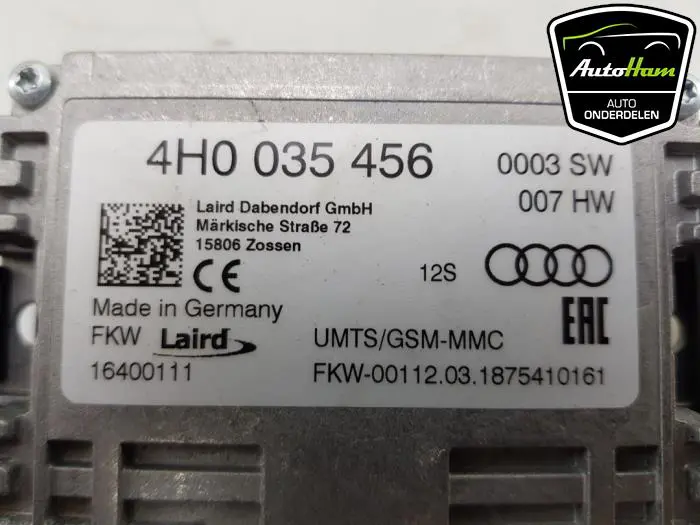 AutoHam
AUTO
ONDERDELEN
4H0 035 456
0003 SW
007 HW
Laird Dabendorf GmbH
Märkische Straße 72
15806 Zossen
CE
12S
Made in Germany
EAC
FKW Laird
UMTS/GSM-MMC
16400111
FKW-00112.03.1875410161